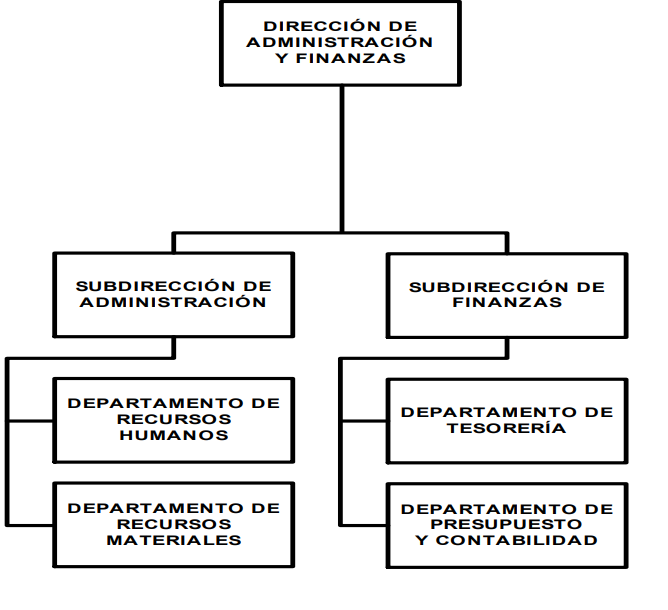 DIRECCIÓN DE
ADMINISTRACIÓN
Y FINANZAS
SUBDIRECCIÓN DE
ADMINISTRACIÓN
SUBDIRECCIÓN DE
FINANZAS
DEPARTAMENTO DE
RECURSOS
HUMANOS
DEPARTAMENTO DE
TESORERÍA
DEPARTAMENTO DE
RECURSOS
MATERIALES
DEPARTAMENTO DE
PRESUPUESTO
Y CONTABILIDAD